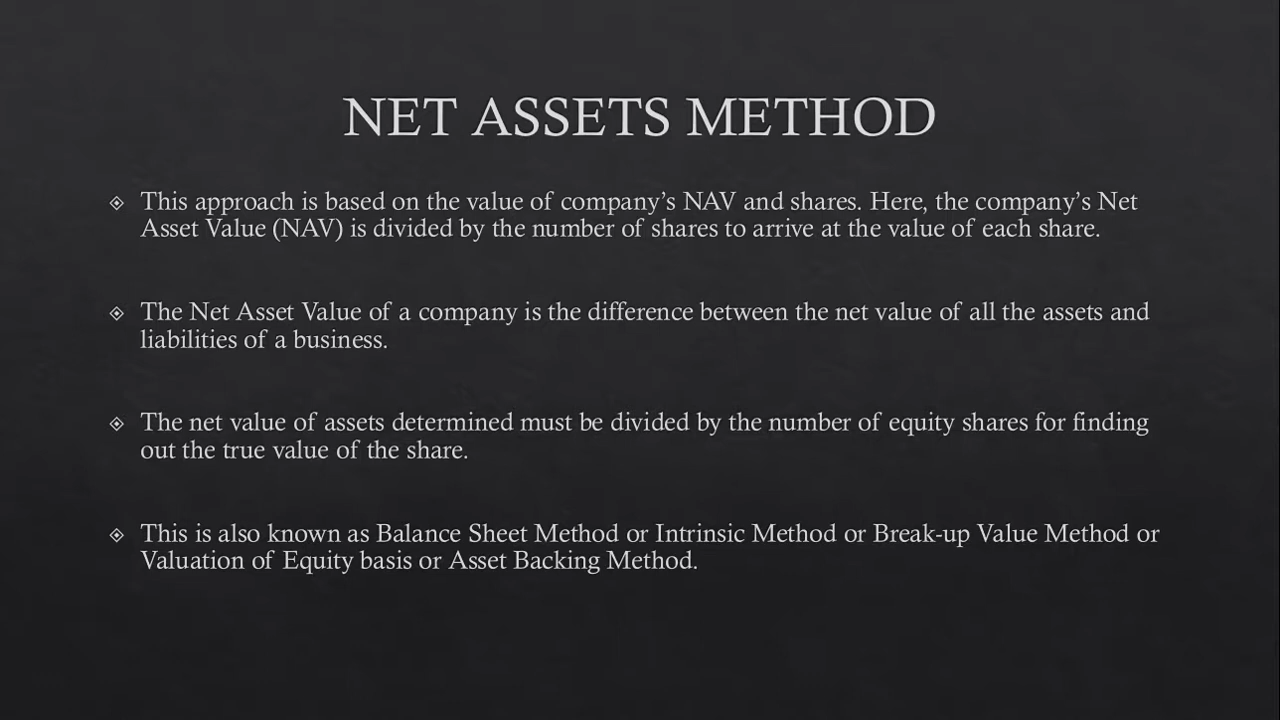 NET ASSETS METHOD
This approach is based on the value of company’s NAV and shares. Here, the company’s Net
Asset Value (NAV) is divided by the number of shares to arrive at the value of each share.
The Net Asset Value of a company is the difference between the net value of all the assets and
liabilities of a business.
The net value of assets determined must be divided by the number of equity shares for finding
out the true value of the share.
This is also known as Balance Sheet Method or Intrinsic Method or Break-up Value Method or
Valuation of Equity basis or Asset Backing Method.